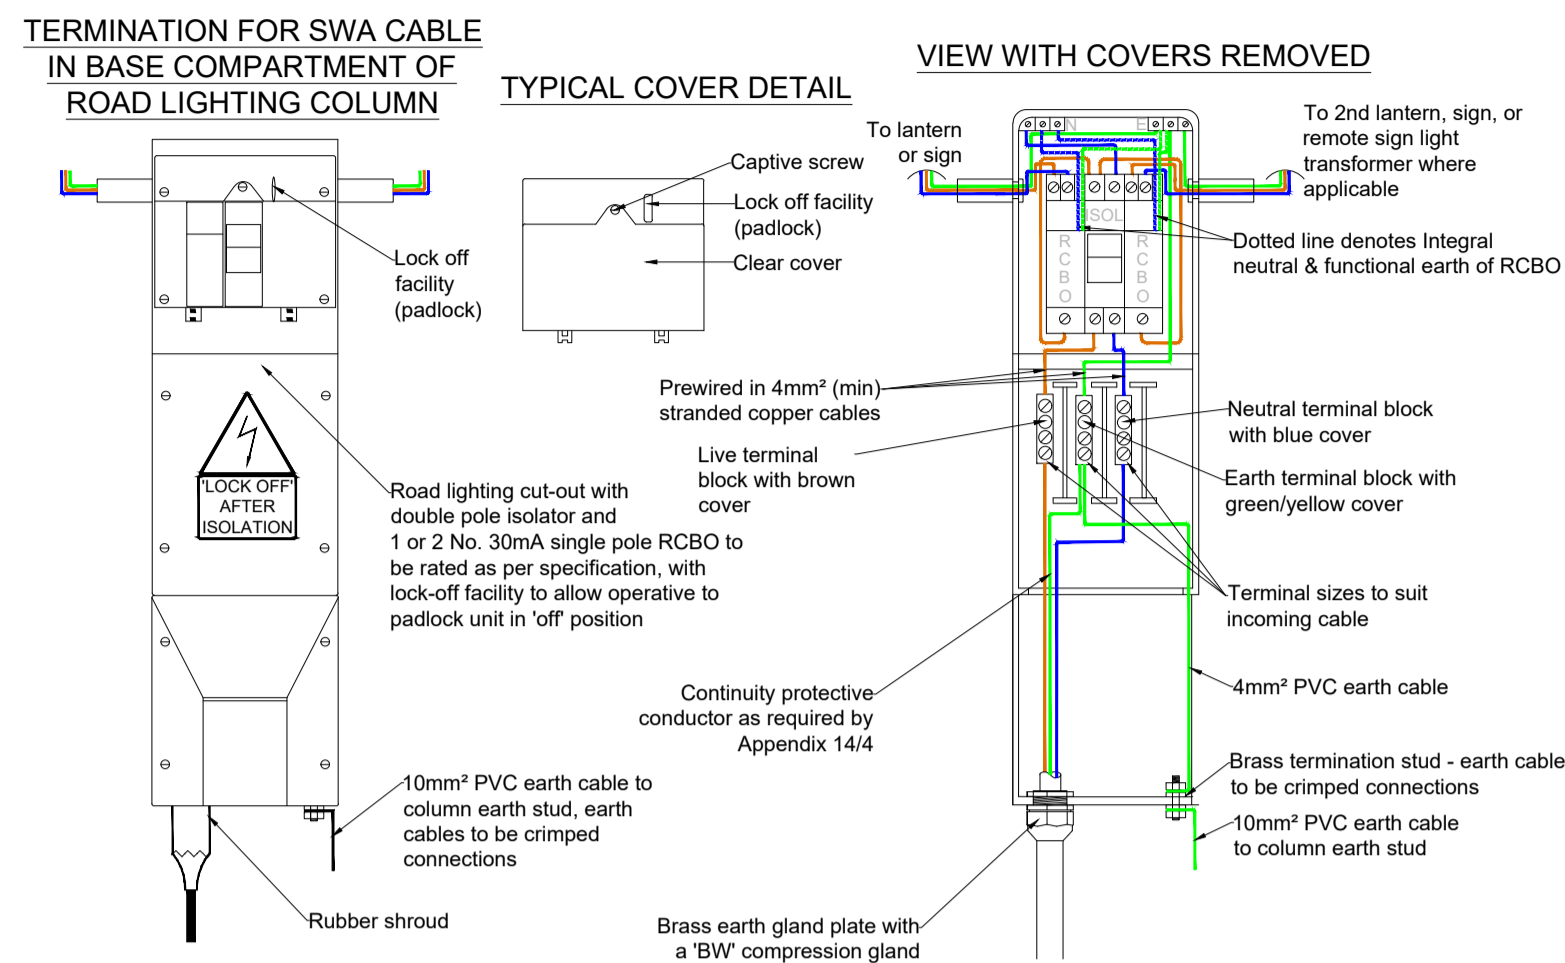 TERMINATION FOR SWA CABLE
IN BASE COMPARTMENT OF
ROAD LIGHTING COLUMN
Lock off
facility
(padlock)
'LOCK OFF'
AFTER
ISOLATION
Road lighting cut-out with
double pole isolator and
1 or 2 No. 30mA single pole RCBO to
be rated as per specification, with
lock-off facility to allow operative to
padlock unit in 'off' position
10mm² PVC earth cable to
column earth stud, earth
cables to be crimped
connections
Rubber shroud
TYPICAL COVER DETAIL
Captive screw
Lock off facility
(padlock)
Clear cover
VIEW WITH COVERS REMOVED
To lantern
or sign
N
E
To 2nd lantern, sign, or
remote sign light
transformer where
applicable
ISOL
R
C
B
O
R
C
B
O
Dotted line denotes Integral
neutral & functional earth of RCBO
Prewired in 4mm² (min)
stranded copper cables
Live terminal
block with brown
cover
Neutral terminal block
with blue cover
Earth terminal block with
green/yellow cover
Terminal sizes to suit
incoming cable
Continuity protective
conductor as required by
Appendix 14/4
4mm² PVC earth cable
Brass termination stud - earth cable
to be crimped connections
10mm² PVC earth cable
to column earth stud
Brass earth gland plate with
a 'BW' compression gland